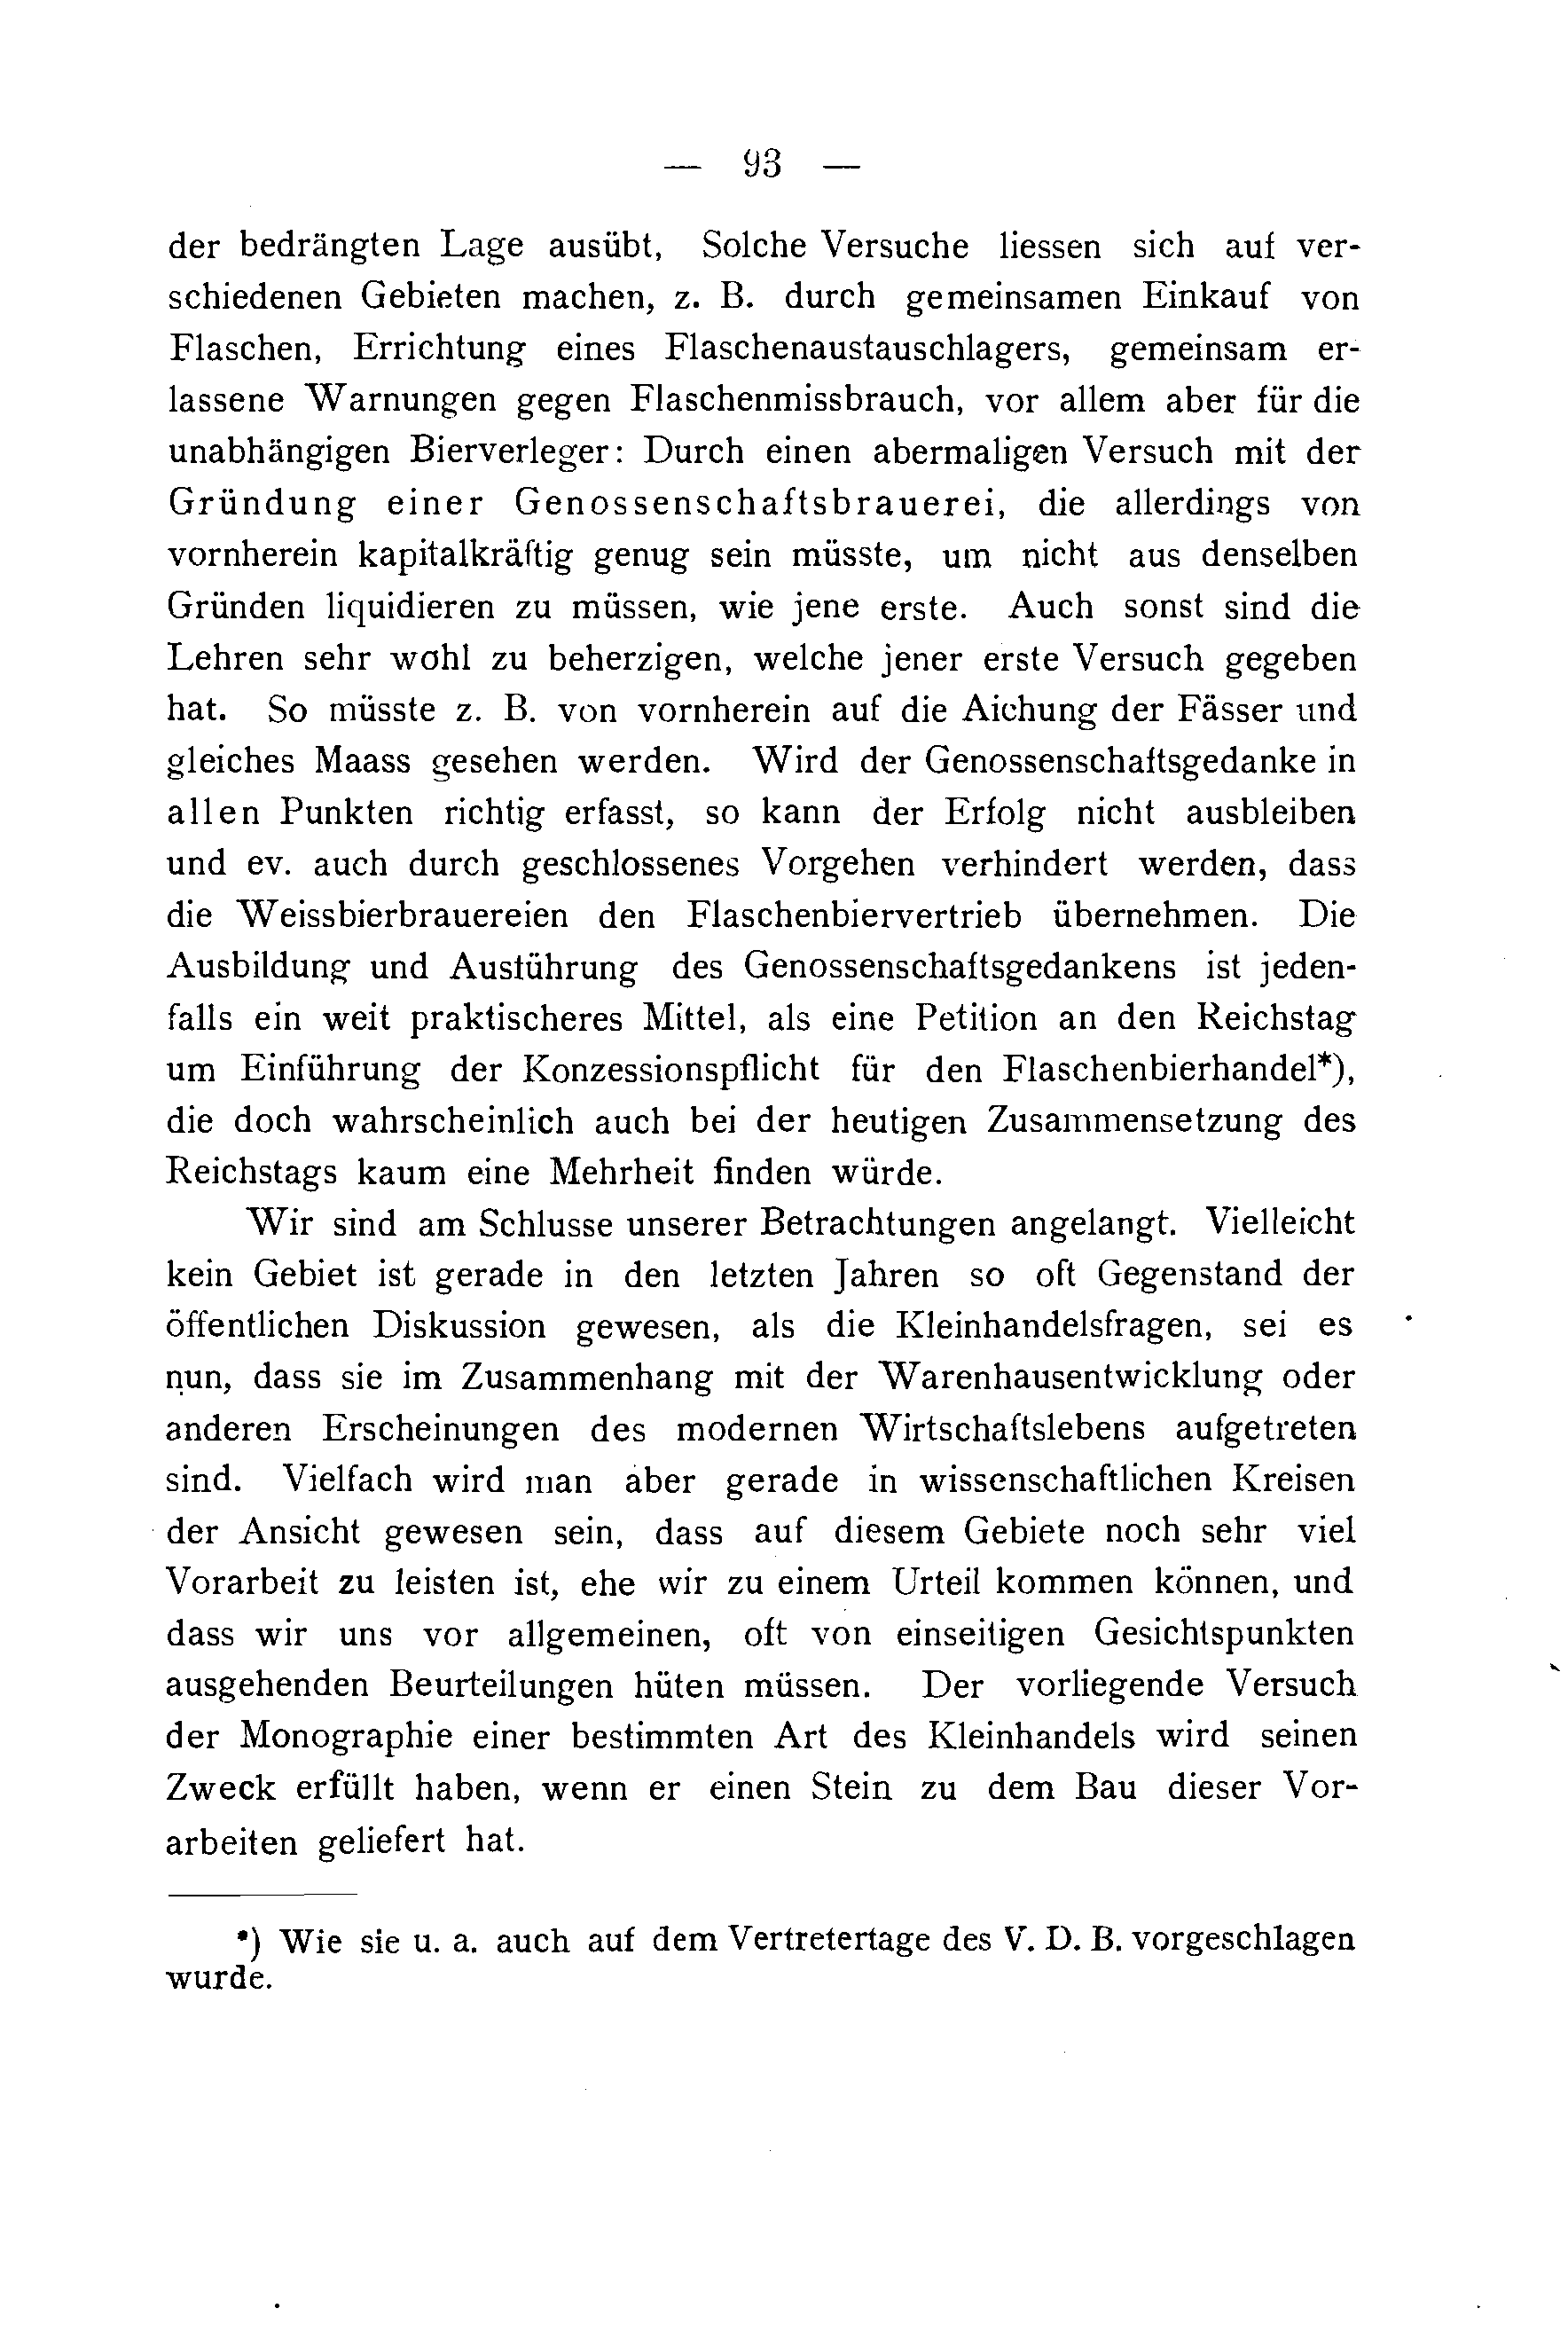 — 93 —
der bedrängten Lage ausübt, Solche Versuche liessen sich auf ver-
schiedenen Gebieten machen, z. B. durch gemeinsamen Einkauf von
Flaschen, Errichtung eines Flaschenaustauschlagers, gemeinsam er-
lassene Warnungen gegen Flaschenmissbrauch, vor allem aber für die
unabhängigen Bierverleger: Durch einen abermaligen Versuch mit der
Gründung einer Genossenschaftsbrauerei, die allerdings von
vornherein kapitalkräftig genug sein müsste, um nicht aus denselben
Gründen liquidieren zu müssen, wie jene erste. Auch sonst sind die
Lehren sehr wohl zu beherzigen, welche jener erste Versuch gegeben
hat. So müsste z. B. von vornherein auf die Aichung der Fässer und
gleiches Maass gesehen werden. Wird der Genossenschaftsgedanke in
allen Punkten richtig erfasst, so kann der Erfolg nicht ausbleiben
und ev. auch durch geschlossenes Vorgehen verhindert werden, dass
die Weissbierbrauereien den Flaschenbiervertrieb übernehmen. Die
Ausbildung und Austührung des Genossenschaftsgedankens ist jeden-
falls ein weit praktischeres Mittel, als eine Petition an den Reichstag
um Einführung der Konzessionspflicht für den Flaschenbierhandel*),
die doch wahrscheinlich auch bei der heutigen Zusammensetzung des
Reichstags kaum eine Mehrheit finden würde.
Wir sind am Schlusse unserer Betrachtungen angelangt. Vielleicht
kein Gebiet ist gerade in den letzten Jahren so oft Gegenstand der
öffentlichen Diskussion gewesen, als die Kleinhandelsfragen, sei es
nun, dass sie im Zusammenhang mit der Warenhausentwicklung oder
anderen Erscheinungen des modernen Wirtschaftslebens aufgetreten
sind. Vielfach wird man aber gerade in wissenschaftlichen Kreisen
der Ansicht gewesen sein, dass auf diesem Gebiete noch sehr viel
Vorarbeit zu leisten ist, ehe wir zu einem Urteil kommen können, und
dass wir uns vor allgemeinen, oft von einseitigen Gesichtspunkten
ausgehenden Beurteilungen hüten müssen. Der vorliegende Versuch
der Monographie einer bestimmten Art des Kleinhandels wird seinen
Zweck erfüllt haben, wenn er einen Stein zu dem Bau dieser Vor-
arbeiten geliefert hat.
*) Wie sie u. a. auch auf dem Vertretertage des V. D. B. vorgeschlagen
wurde.